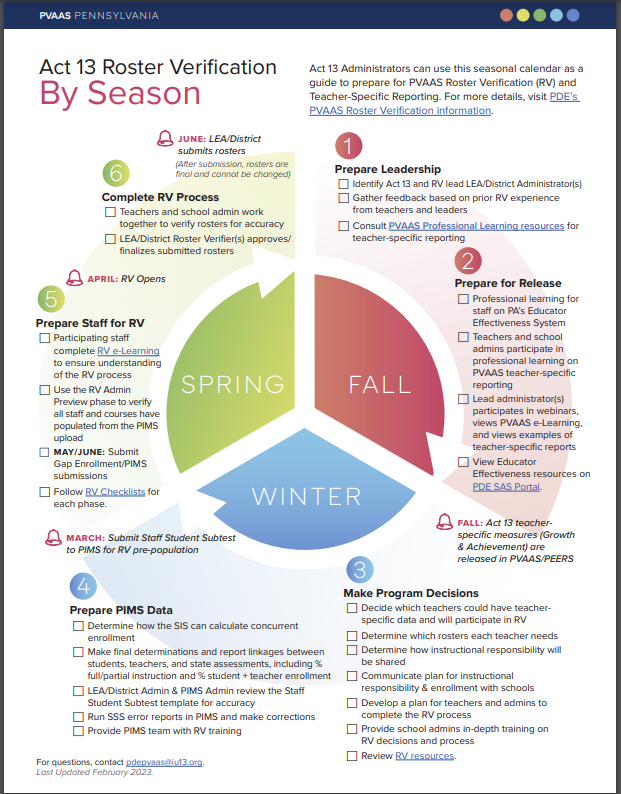 PVAAS PENNSYLVANIA
Act 13 Roster Verification
By Season
Act 13 Administrators can use this seasonal calendar as a
guide to prepare for PVAAS Roster Verification (RV) and
Teacher-Specific Reporting. For more details, visit PDE's
PVAAS Roster Verification information.
1
Prepare Leadership
Identify Act 13 and RV lead LEA/District Administrator(s)
Gather feedback based on prior RV experience
from teachers and leaders
Consult PVAAS Professional Learning resources for
teacher-specific reporting
2
Prepare for Release
Professional learning for
staff on PA's Educator
Effectiveness System
Teachers and school
admins participate in
professional learning on
PVAAS teacher-specific
reporting
Lead administrator(s)
participates in webinars,
views PVAAS e-Learning,
and views examples of
teacher-specific reports
View Educator
Effectiveness resources on
PDE SAS Portal.
FALL: Act 13 teacher-
specific measures (Growth
& Achievement) are
released in PVAAS/PEERS
3
Make Program Decisions
Decide which teachers could have teacher-
specific data and will participate in RV
Determine which rosters each teacher needs
Determine how instructional responsibility will
be shared
Communicate plan for instructional
responsibility & enrollment with schools
Develop a plan for teachers and admins to
complete the RV process
Provide school admins in-depth training on
RV decisions and process
Review RV resources.
MARCH: Submit Staff Student Subtest
to PIMS for RV pre-population
4
Prepare PIMS Data
Determine how the SIS can calculate concurrent
enrollment
Make final determinations and report linkages between
students, teachers, and state assessments, including %
full/partial instruction and % student + teacher enrollment
LEA/District Admin & PIMS Admin review the Staff
Student Subtest template for accuracy
Run SSS error reports in PIMS and make corrections
Provide PIMS team with RV training
APRIL: RV Opens
5
Prepare Staff for RV
Participating staff
complete RV e-Learning
to ensure understanding
of the RV process
Use the RV Admin
Preview phase to verify
all staff and courses have
populated from the PIMS
upload
MAY/JUNE: Submit
Gap Enrollment/PIMS
submissions
Follow RV Checklists for
each phase.
JUNE: LEA/District
submits rosters
(After submission, rosters are
final and cannot be changed)
6
Complete RV Process
Teachers and school admin work
together to verify rosters for accuracy
LEA/District Roster Verifier(s) approves/
finalizes submitted rosters
SPRING
FALL
WINTER
For questions, contact pdepvaas@iu13.org.
Last Updated February 2023.